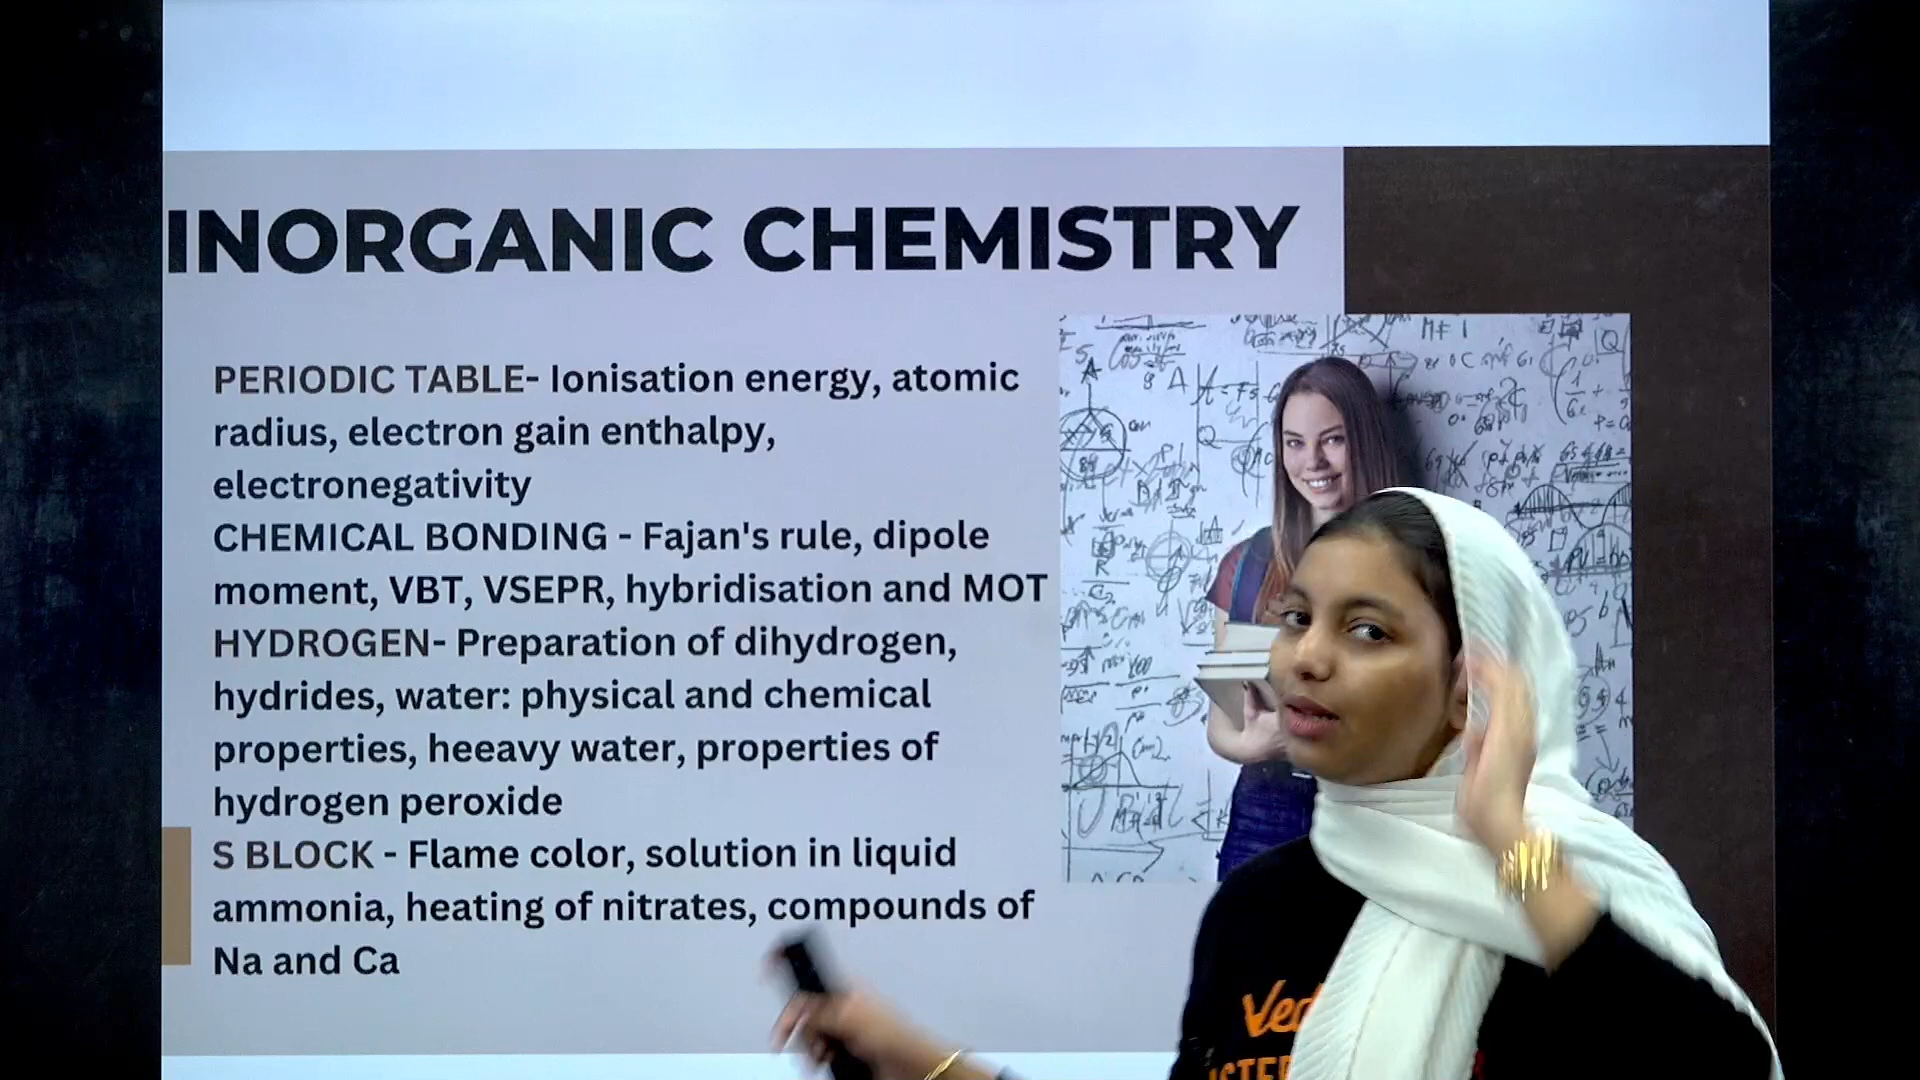 INORGANIC CHEMISTRY
PERIODIC TABLE- Ionisation energy, atomic
radius, electron gain enthalpy,
electronegativity
CHEMICAL BONDING - Fajan's rule, dipole
moment, VBT, VSEPR, hybridisation and MOT
HYDROGEN- Preparation of dihydrogen,
hydrides, water: physical and chemical
properties, heeavy water, properties of
hydrogen peroxide
S BLOCK - Flame color, solution in liquid
ammonia, heating of nitrates, compounds of
Na and Ca